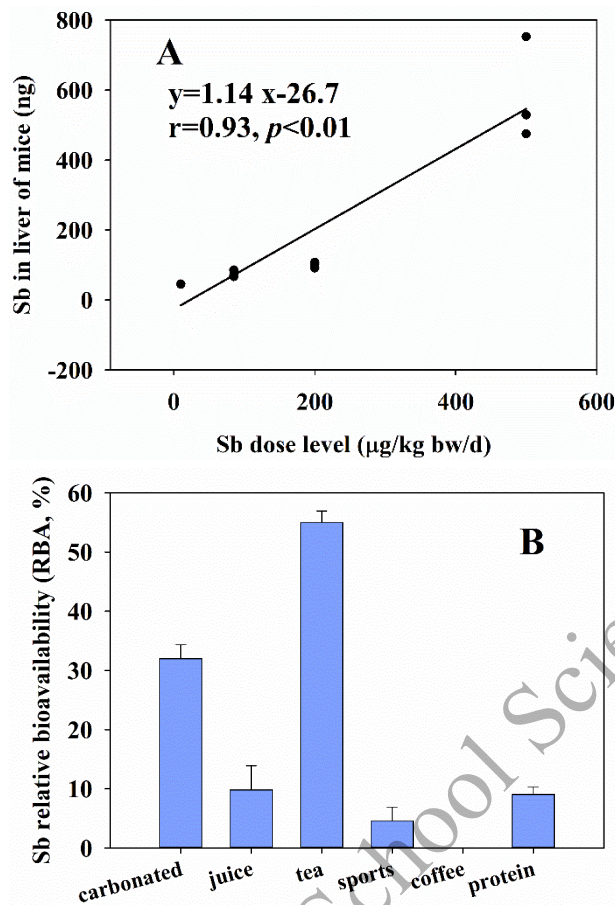 800
600
400
200
0
-200
Sb in liver of mice (ng)
A
y=1.14 x-26.7
r=0.93, p<0.01
0 200 400 600
Sb dose level (μg/kg bw/d)
60
50
40
30
20
10
0
Sb relative bioavailability (RBA, %)
B
carbonated juice tea sports coffee protein
School Scie